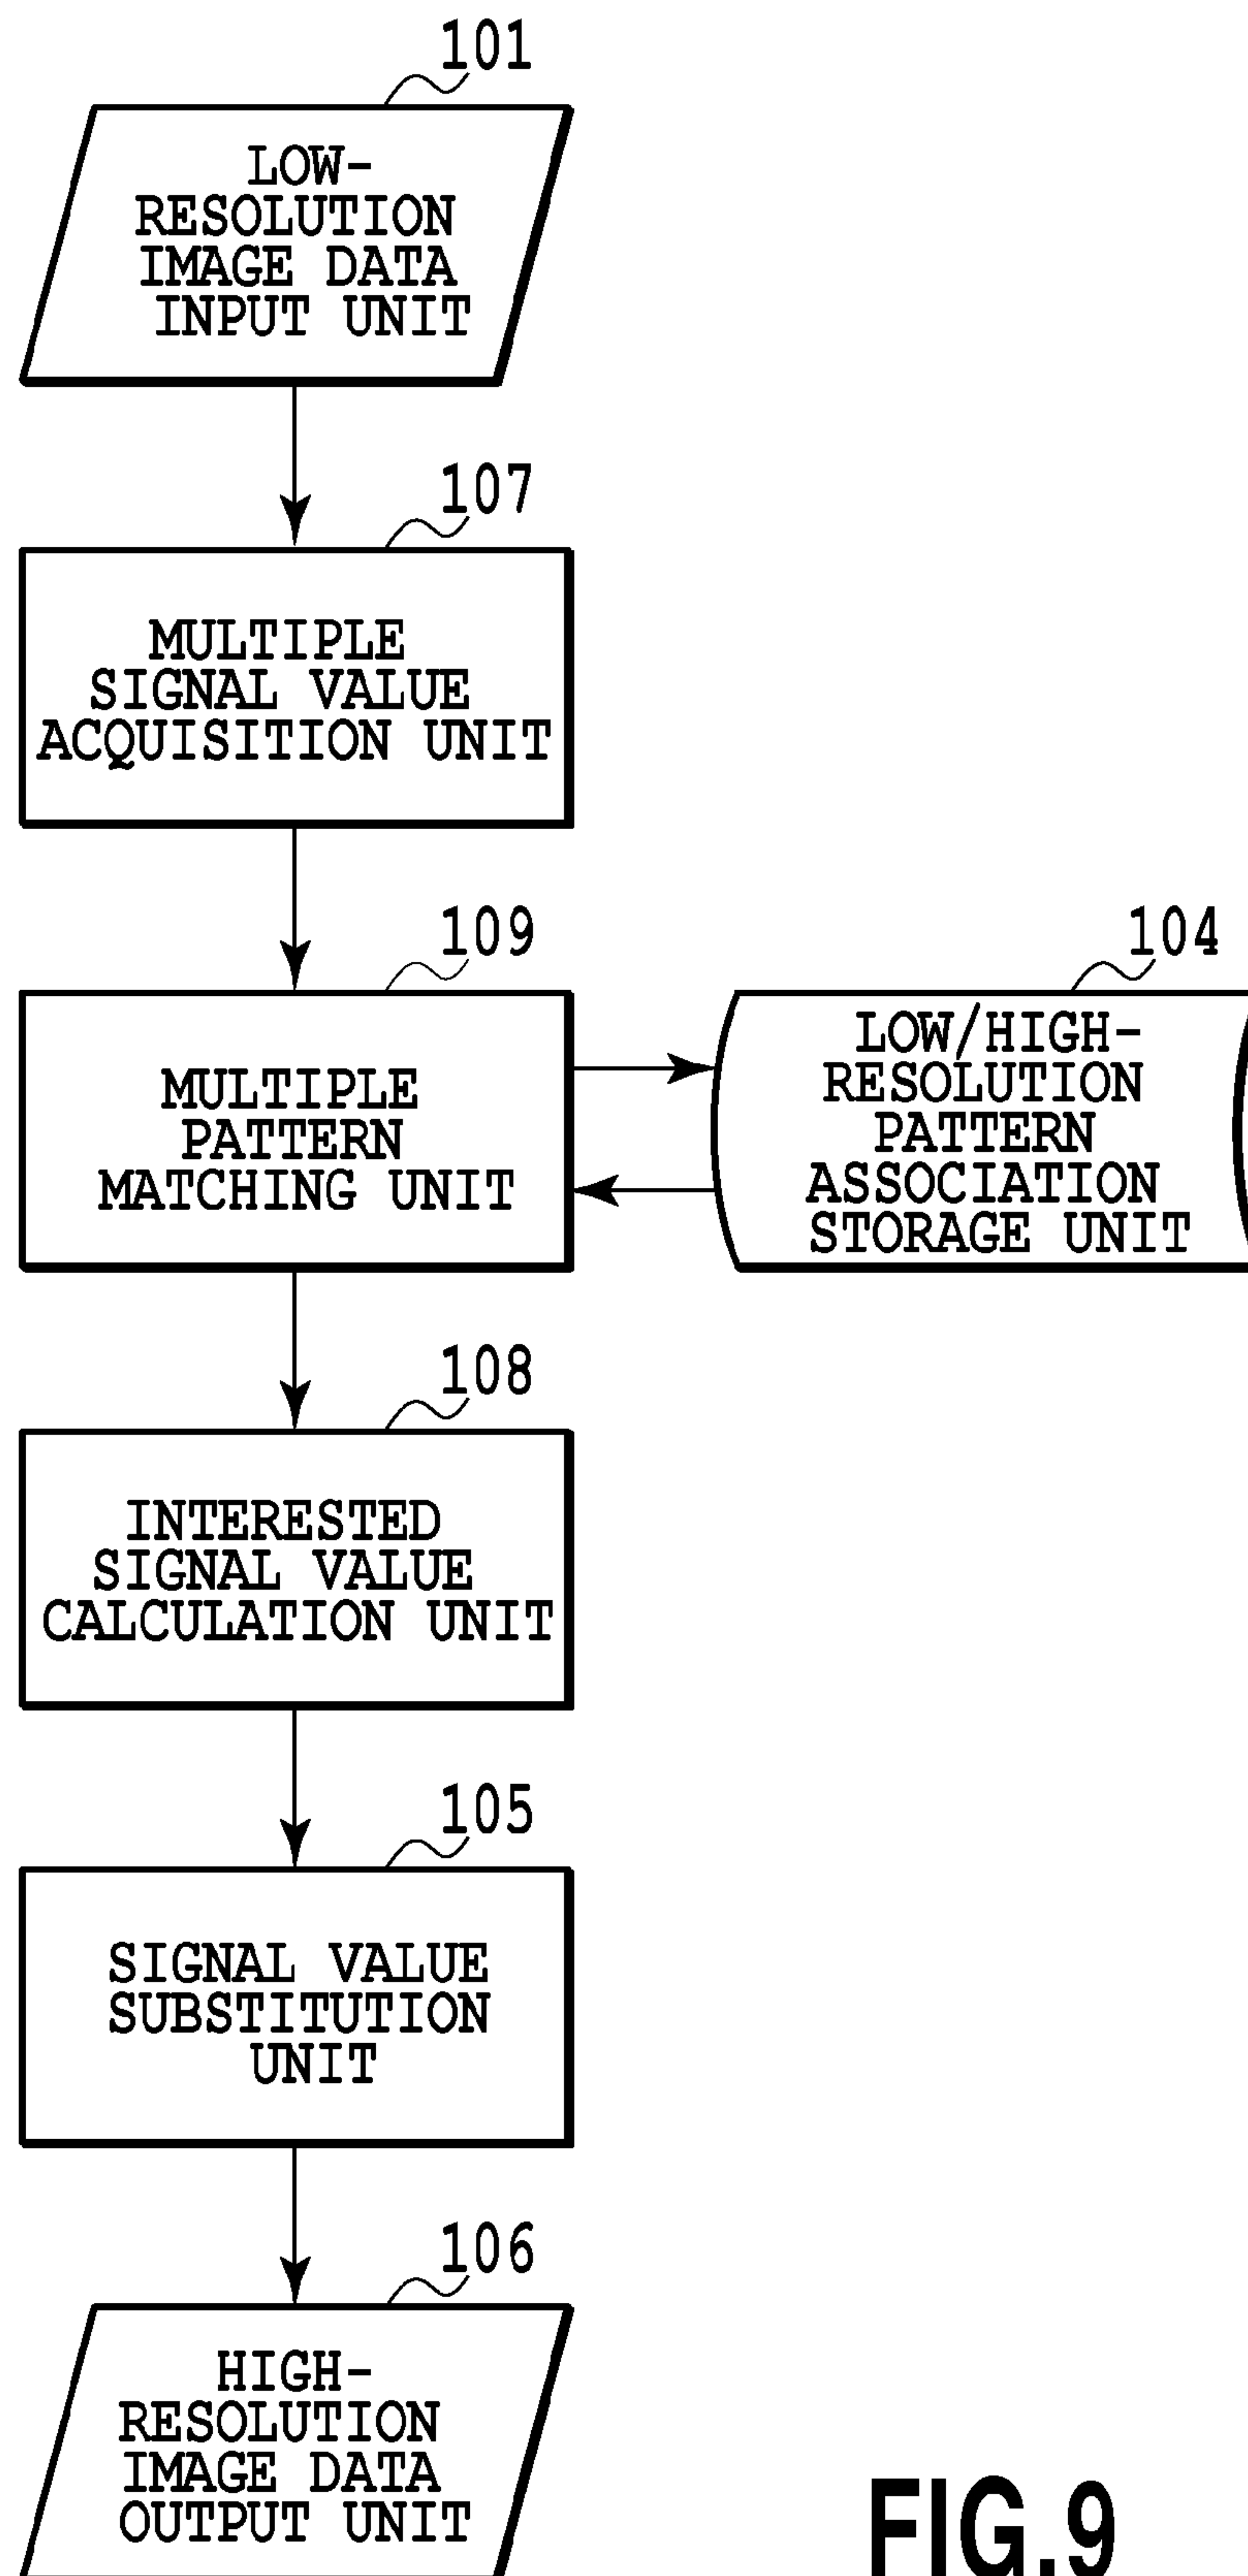 101
LOW-
RESOLUTION
IMAGE DATA
INPUT UNIT
107
MULTIPLE
SIGNAL VALUE
ACQUISITION UNIT
109
MULTIPLE
PATTERN
MATCHING UNIT
104
LOW/HIGH-
RESOLUTION
PATTERN
ASSOCIATION
STORAGE UNIT
108
INTERESTED
SIGNAL VALUE
CALCULATION UNIT
105
SIGNAL VALUE
SUBSTITUTION
UNIT
106
HIGH-
RESOLUTION
IMAGE DATA
OUTPUT UNIT
FIG.9